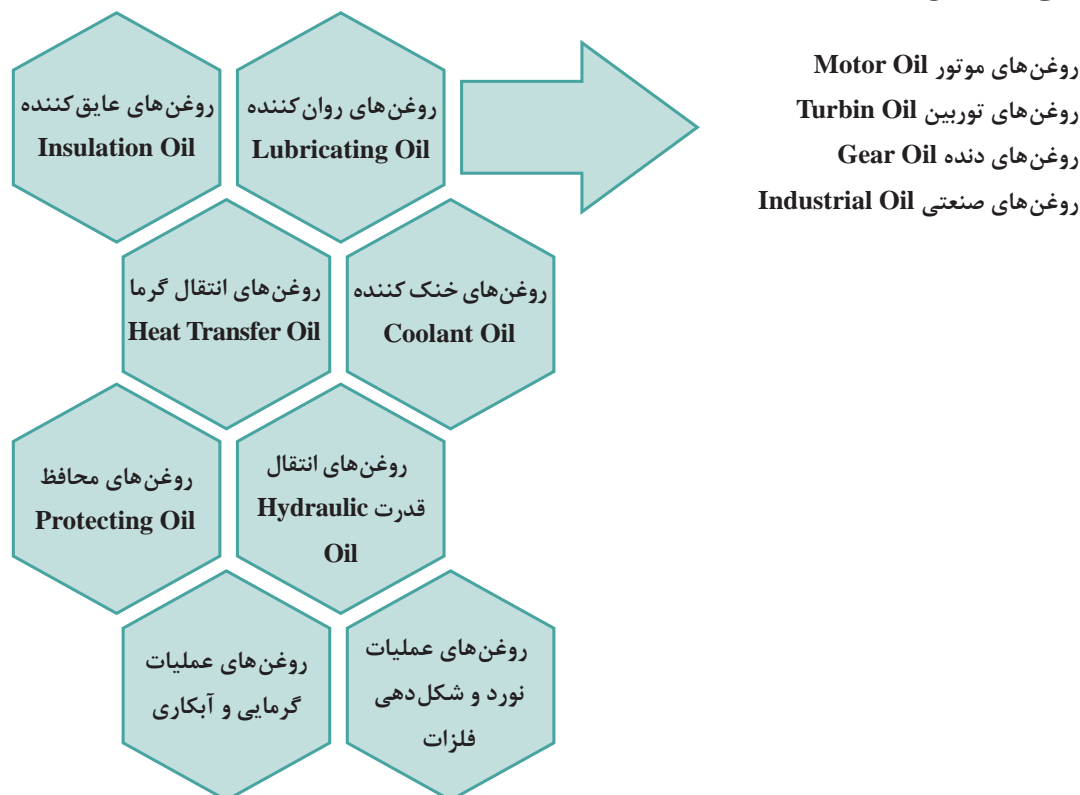 روغن‌های عایق‌کننده
Insulation Oil
روغن‌های روان‌کننده
Lubricating Oil
روغن‌های موتور Motor Oil
روغن‌های توربین Turbin Oil
روغن‌های دنده Gear Oil
روغن‌های صنعتی Industrial Oil
روغن‌های انتقال گرما
Heat Transfer Oil
روغن‌های خنک کننده
Coolant Oil
روغن‌های محافظ
Protecting Oil
روغن‌های انتقال
قدرت Hydraulic
Oil
روغن‌های عملیات
گرمایی و آبکاری
روغن‌های عملیات
نورد و شکل‌دهی
فلزات